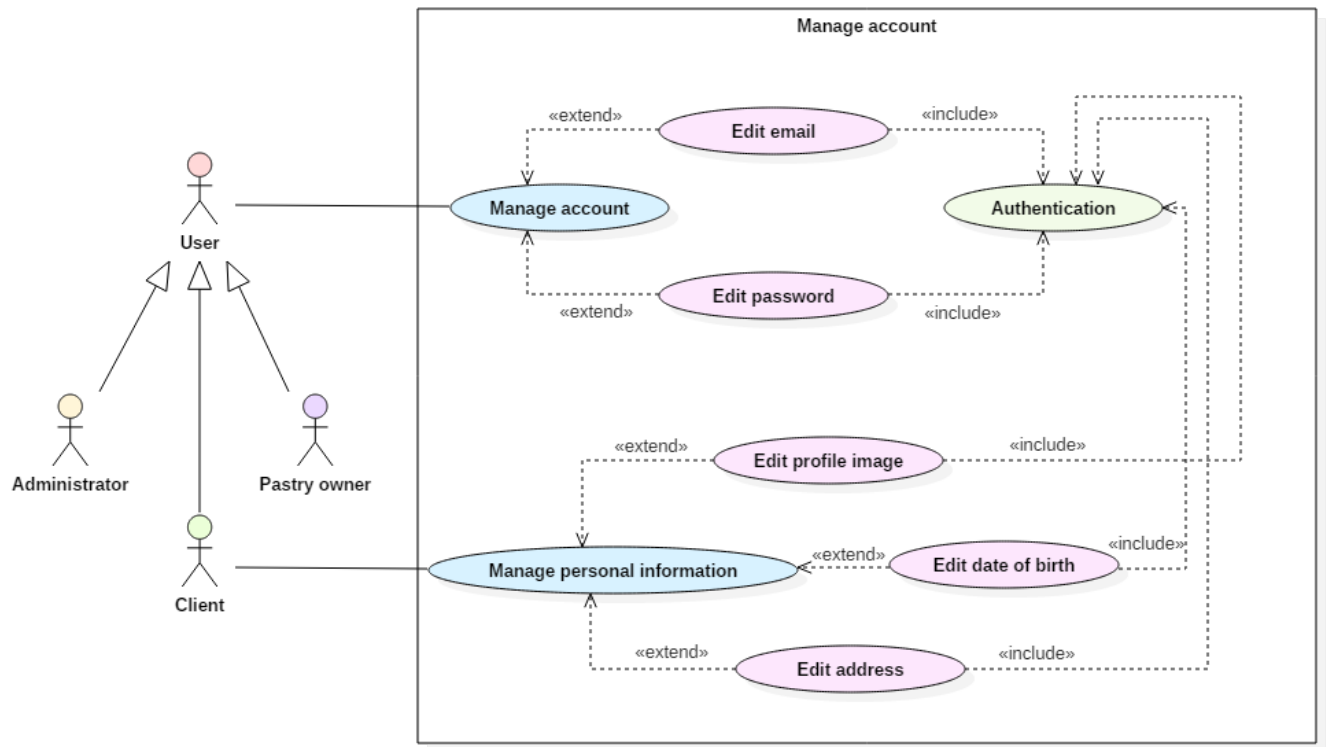 Manage account
«extend»
Edit email
«include»
User
Manage account
Authentication
Edit password
«extend»
«include»
Administrator
Pastry owner
«extend»
Edit profile image
«include»
Client
Manage personal information
«extend»
Edit date of birth
«include»
«extend»
Edit address
«include»